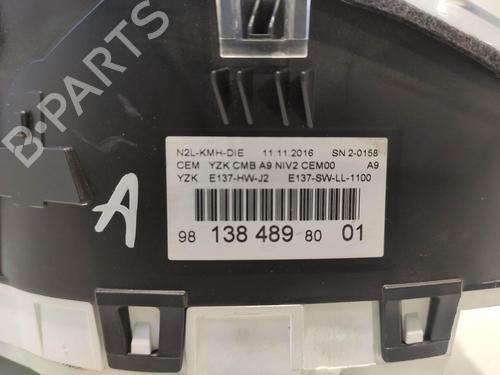 B-PARTS
N2L-KMH-DIE 11:11:2016 SN 2-0158
CEM YZK CMB A9 NIV2 CEM00 A9
YZK E137-HW-J2 E137-SW-LL-1100
98 138 489 80 01
A